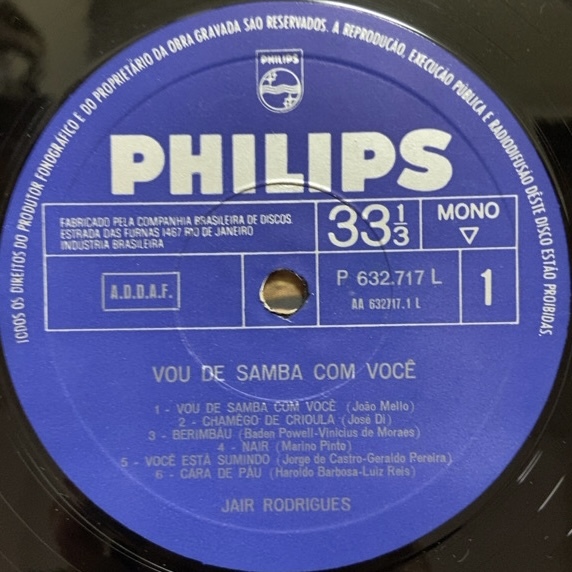 TODOS OS DIREITOS DO PRODUTOR FONOGRÁFICO E DO PROPRIETÁRIO DA OBRA GRAVADA SÃO RESERVADOS. A REPRODUÇÃO, EXECUÇÃO PÚBLICA E RADIODIFUSÃO DÊSTE DISCO ESTÃO PROIBIDAS.
PHILIPS
PHILIPS
FABRICADO PELA COMPANHIA BRASILEIRA DE DISCOS
ESTRADA DAS FURNAS 1467 RIO DE JANEIRO
INDUSTRIA BRASILEIRA
33 1/3
MONO
A.D.D.A.F.
P 632.717 L
AA 632717.1 L
1
VOU DE SAMBA COM VOCÊ
1 - VOU DE SAMBA COM VOCÊ (João Mello)
2 - CHAMÊGO DE CRIOULA (José Di)
3 - BERIMBÁU (Baden Powell-Vinicius de Moraes)
4 - NAIR (Marino Pinto)
5 - VOCÊ ESTÁ SUMINDO (Jorge de Castro-Geraldo Pereira)
6 - CARA DE PÁU (Haroldo Barbosa-Luiz Reis)
JAIR RODRIGUES